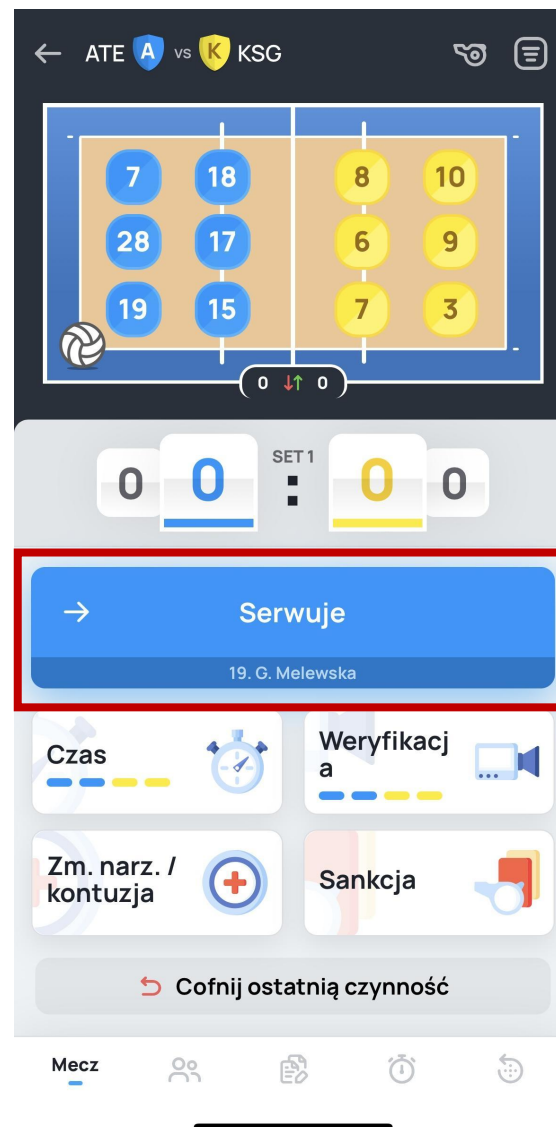 ATE A vs K KSG
7 18 8 10
28 17 6 9
19 15 7 3
0 0
SET 1
0 0 : 0 0
Serwuje
19. G. Melewska
Czas
Weryfikacj
a
Zm. narz. /
kontuzja
Sankcja
Cofnij ostatnią czynność
Mecz